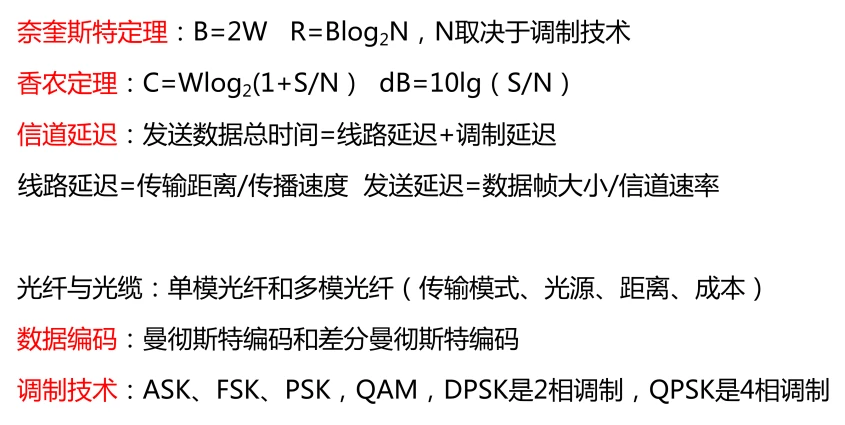 奈奎斯特定理：B=2W R=Blog₂N，N取决于调制技术
香农定理：C=Wlog₂(1+S/N） dB=10lg（S/N）
信道延迟：发送数据总时间=线路延迟+调制延迟
线路延迟=传输距离/传播速度 发送延迟=数据帧大小/信道速率
光纤与光缆：单模光纤和多模光纤（传输模式、光源、距离、成本）
数据编码：曼彻斯特编码和差分曼彻斯特编码
调制技术：ASK、FSK、PSK，QAM，DPSK是2相调制，QPSK是4相调制